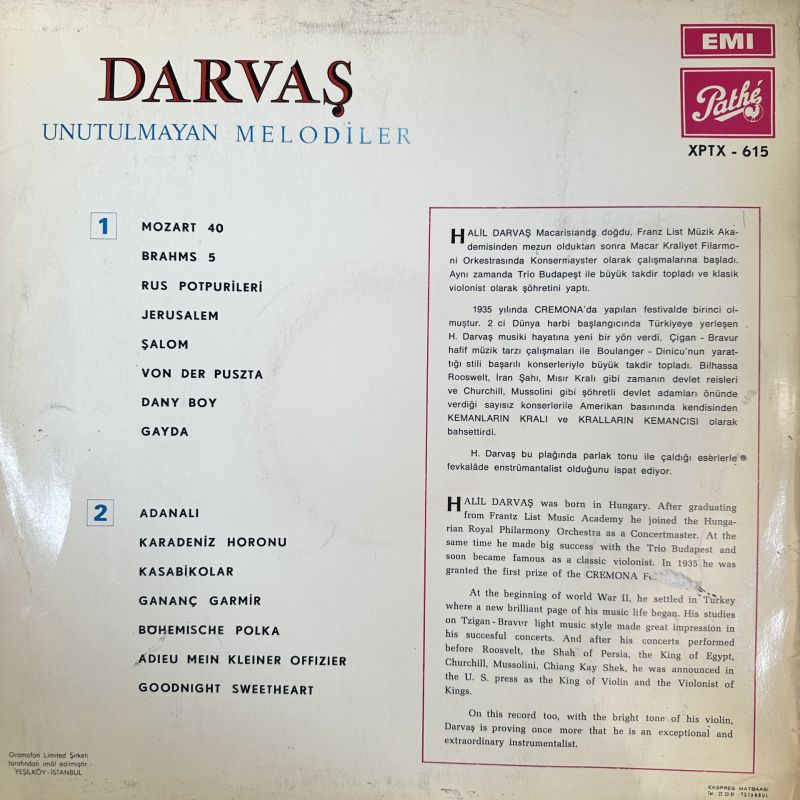 DARVAŞ
UNUTULMAYAN MELODİLER
EMI
Pathé
XPTX - 615
1
MOZART 40
BRAHMS 5
RUS POTPURİLERİ
JERUSALEM
ŞALOM
VON DER PUSZTA
DANY BOY
GAYDA
2
ADANALI
KARADENİZ HORONU
KASABİKOLAR
GANANÇ GARMİR
BÖHEMISCHE POLKA
ADIEU MEIN KLEINER OFFIZIER
GOODNIGHT SWEETHEART
HALİL DARVAŞ Macaristanda doğdu, Franz List Müzik Aka-
demisinden mezun olduktan sonra Macar Kraliyet Filarmo-
ni Orkestrasında Konsermayster olarak çalışmalarına başladı.
Aynı zamanda Trio Budapeşt ile büyük takdir topladı ve klasik
violonist olarak şöhretini yaptı.
1935 yılında CREMONA'da yapılan festivalde birinci ol-
muştur. 2 ci Dünya harbi başlangıcında Türkiyeye yerleşen
H. Darvaş musiki hayatına yeni bir yön verdi, Çigan - Bravur
hafif müzik tarzı çalışmaları ile Boulanger - Dinicu'nun yarat-
tığı stili başarılı konserleriyle büyük takdir topladı. Bilhassa
Rooswelt, İran Şahı, Mısır Kralı gibi zamanın devlet reisleri
ve Churchill, Mussolini gibi şöhretli devlet adamları önünde
verdiği sayısız konserlerile Amerikan basınında kendisinden
KEMANLARIN KRALI ve KRALLARIN KEMANCISI olarak
bahsettirdi.
H. Darvaş bu plağında parlak tonu ile çaldığı eserlerle
fevkalâde enstrümantalist olduğunu ispat ediyor.
HALİL DARVAŞ was born in Hungary. After graduating
from Frantz List Music Academy he joined the Hunga-
rian Royal Philarmony Orchestra as a Concertmaster. At the
same time he made big success with the Trio Budapest and
soon became famous as a classic violonist. In 1935 he was
granted the first prize of the CREMONA
At the beginning of world War II, he settled in Turkey
where a new brilliant page of his music life began. His studies
on Tzigan - Bravur light music style made great impression in
his succesful concerts. And after his concerts performed
before Roosvelt, the Shah of Persia, the King of Egypt,
Churchill, Mussolini, Chiang Kay Shek, he was announced in
the U. S. press as the King of Violin and the Violonist of
Kings.
On this record too, with the bright tone of his violin,
Darvaş is proving once more that he is an exceptional and
extraordinary instrumentalist.
Gramofon Limited Şirketi
tarafından imâl edilmiştir.
YEŞİLKÖY - İSTANBUL
EKSPRES MATBAASI